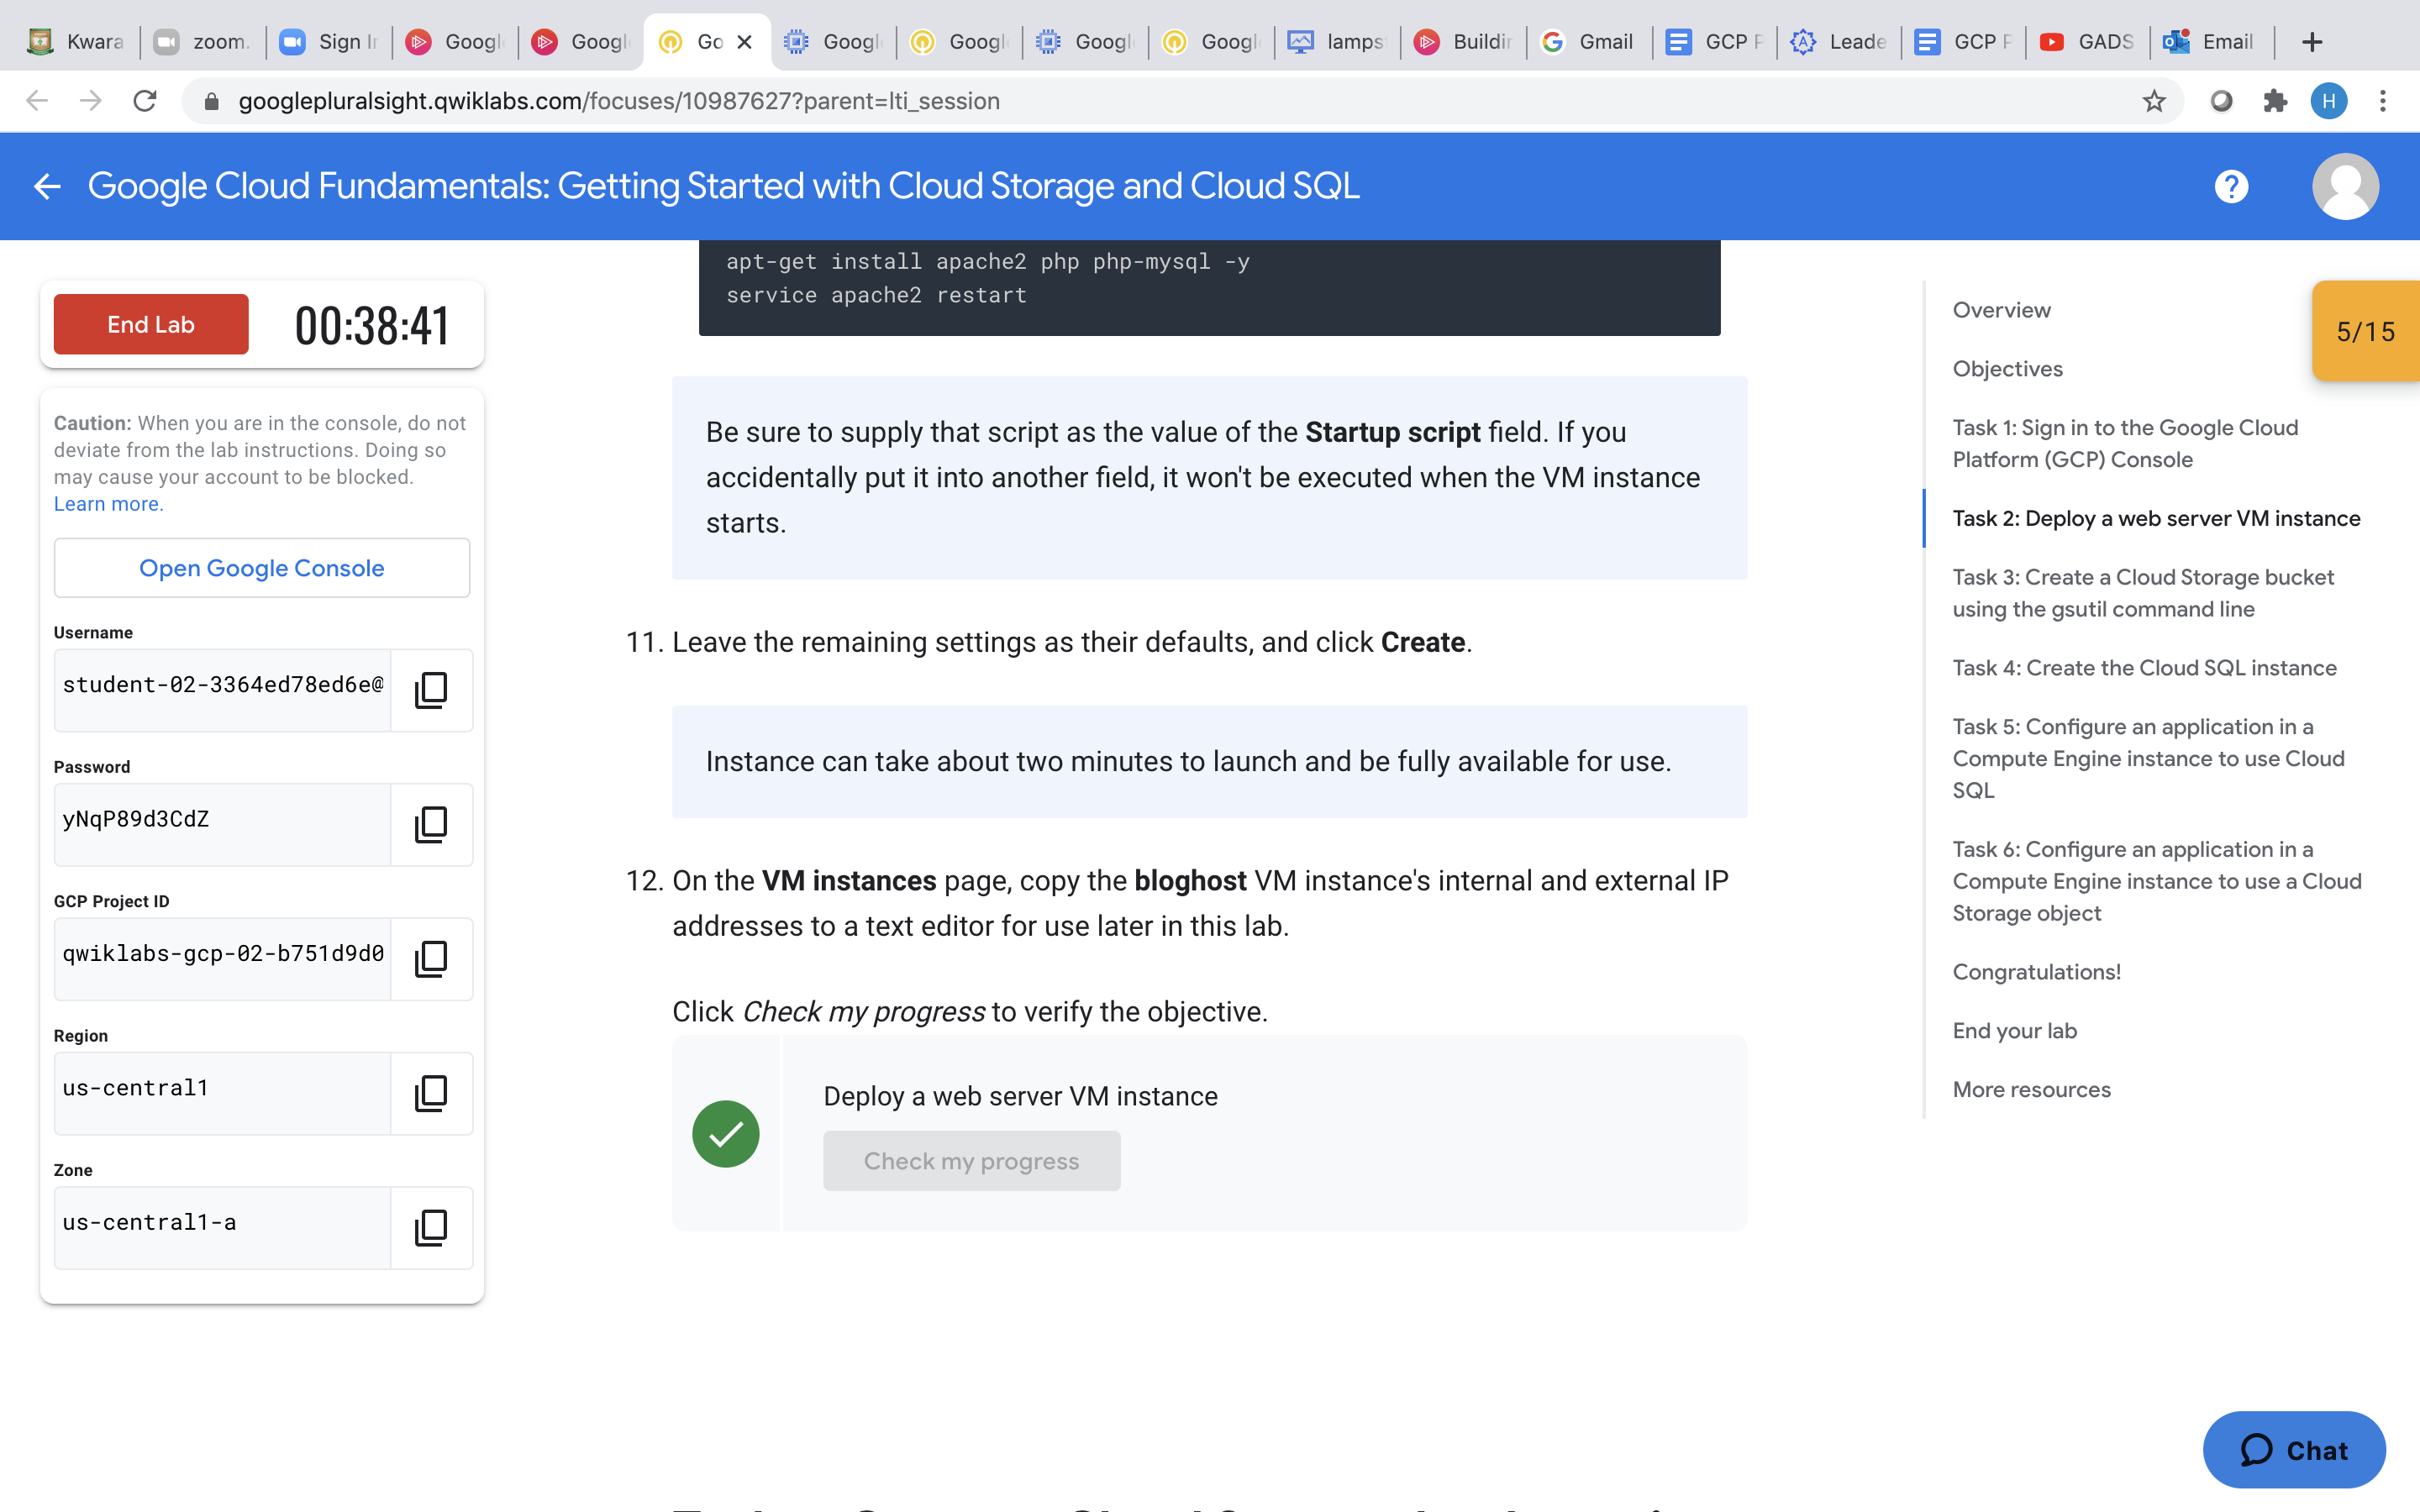 Kwara
zoom.
Sign In
Googl
Googl
Go
Googl
Googl
Googl
Googl
lamps
Buildin
Gmail
GCP P
Leade
GCP P
GADS
Email
googlepluralsight.qwiklabs.com/focuses/10987627?parent=lti_session
H
Google Cloud Fundamentals: Getting Started with Cloud Storage and Cloud SQL
?
End Lab
00:38:41
Caution: When you are in the console, do not
deviate from the lab instructions. Doing so
may cause your account to be blocked.
Learn more.
Open Google Console
Username
student-02-3364ed78ed6e@
Password
yNqP89d3CdZ
GCP Project ID
qwiklabs-gcp-02-b751d9d0
Region
us-central1
Zone
us-central1-a
apt-get install apache2 php php-mysql -y
service apache2 restart
Be sure to supply that script as the value of the Startup script field. If you
accidentally put it into another field, it won't be executed when the VM instance
starts.
11. Leave the remaining settings as their defaults, and click Create.
Instance can take about two minutes to launch and be fully available for use.
12. On the VM instances page, copy the bloghost VM instance's internal and external IP
addresses to a text editor for use later in this lab.
Click Check my progress to verify the objective.
Deploy a web server VM instance
Check my progress
Overview
Objectives
Task 1: Sign in to the Google Cloud
Platform (GCP) Console
Task 2: Deploy a web server VM instance
Task 3: Create a Cloud Storage bucket
using the gsutil command line
Task 4: Create the Cloud SQL instance
Task 5: Configure an application in a
Compute Engine instance to use Cloud
SQL
Task 6: Configure an application in a
Compute Engine instance to use a Cloud
Storage object
Congratulations!
End your lab
More resources
5/15
Chat